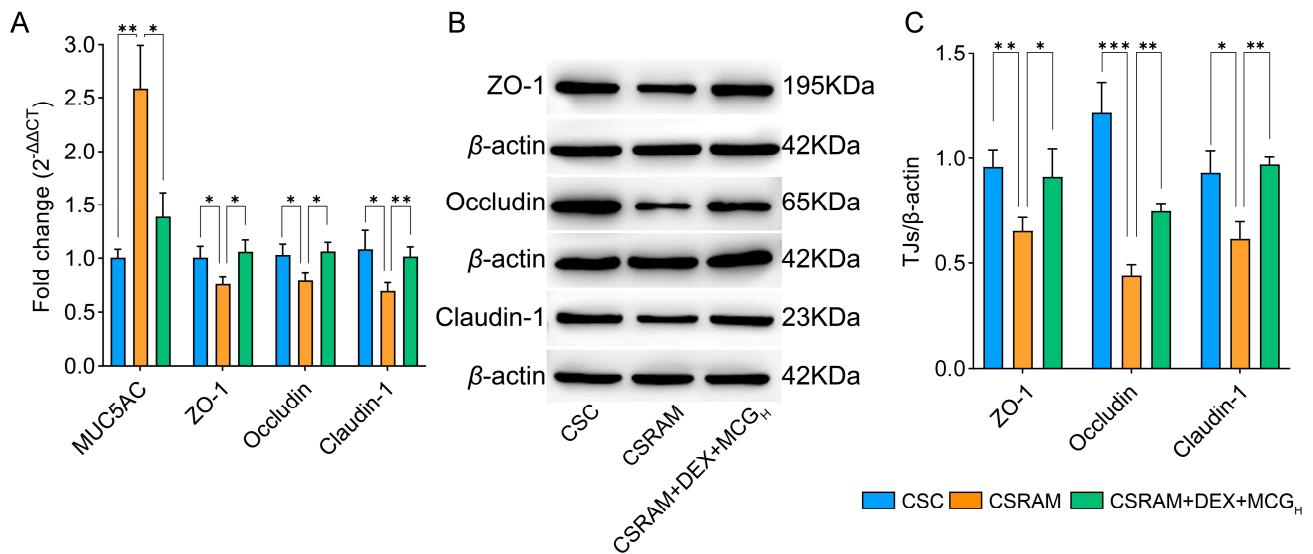 A
Fold change (2^-ΔΔCT)
3.0
2.5
2.0
1.5
1.0
0.5
0.0
** *
* *
* *
* **
MUC5AC
ZO-1
Occludin
Claudin-1
B
ZO-1 195KDa
β-actin 42KDa
Occludin 65KDa
β-actin 42KDa
Claudin-1 23KDa
β-actin 42KDa
CSC
CSRAM
CSRAM+DEX+MCG_H
C
TJs/β-actin
1.5
1.0
0.5
0.0
** *
*** **
* **
ZO-1
Occludin
Claudin-1
CSC CSRAM CSRAM+DEX+MCG_H